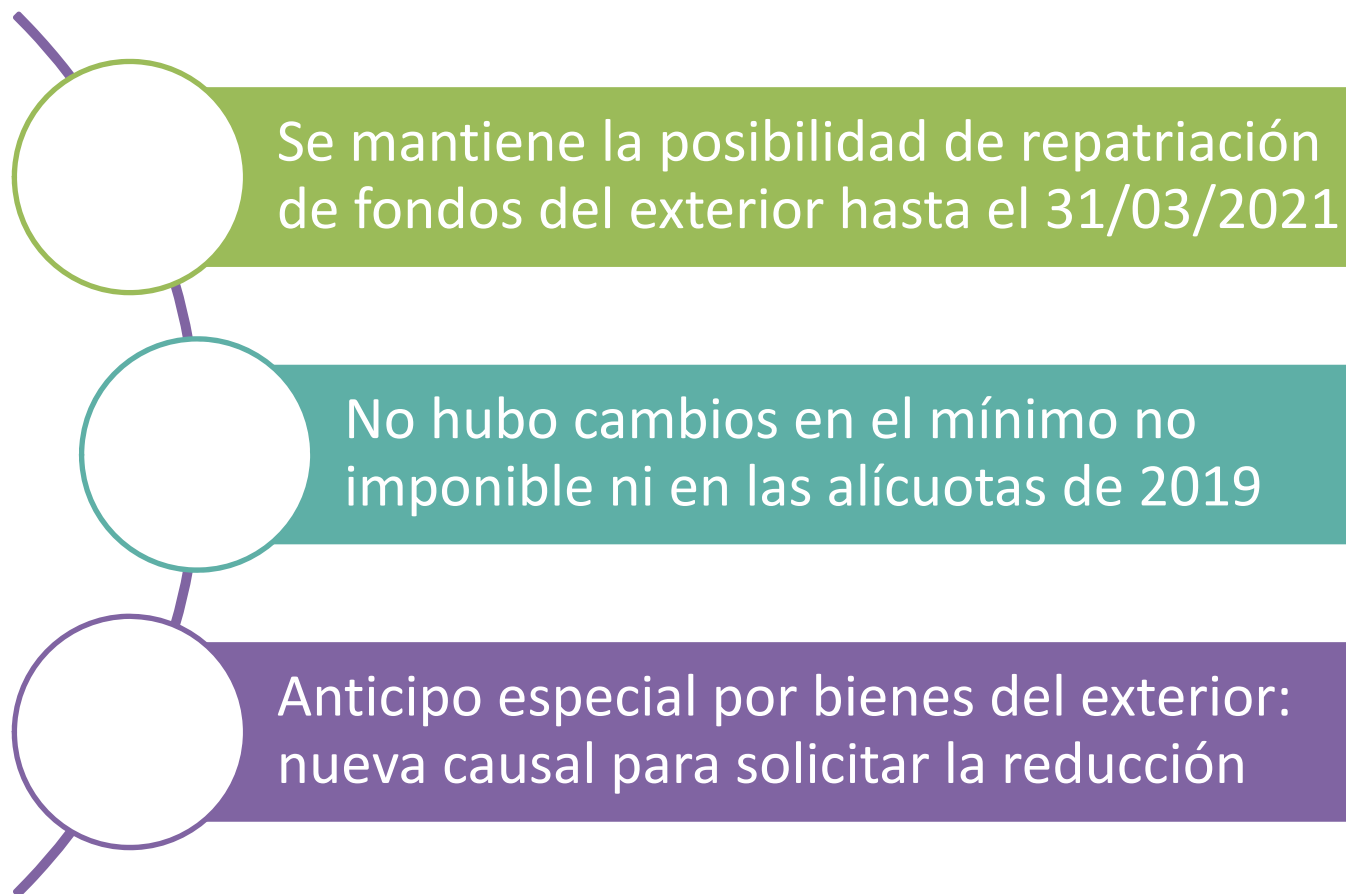 Se mantiene la posibilidad de repatriación
de fondos del exterior hasta el 31/03/2021
No hubo cambios en el mínimo no
imponible ni en las alícuotas de 2019
Anticipo especial por bienes del exterior:
nueva causal para solicitar la reducción